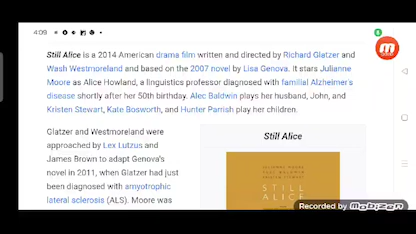 4:09
Still Alice is a 2014 American drama film written and directed by Richard Glatzer and
Wash Westmoreland and based on the 2007 novel by Lisa Genova. It stars Julianne
Moore as Alice Howland, a linguistics professor diagnosed with familial Alzheimer's
disease shortly after her 50th birthday. Alec Baldwin plays her husband, John, and
Kristen Stewart, Kate Bosworth, and Hunter Parrish play her children.
Glatzer and Westmoreland were
approached by Lex Lutzus and
James Brown to adapt Genova's
novel in 2011, when Glatzer had just
been diagnosed with amyotrophic
lateral sclerosis (ALS). Moore was
Still Alice
JULIANNE MOORE
ALEC BALDWIN
STILL
ALICE
Recorded by mobizen